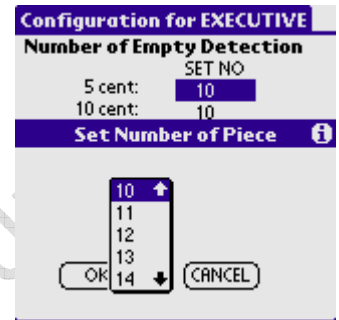 Configuration for EXECUTIVE
Number of Empty Detection
SET NO
5 cent: 10
10 cent: 10
Set Number of Piece i
10
11
12
13
OK 14 CANCEL